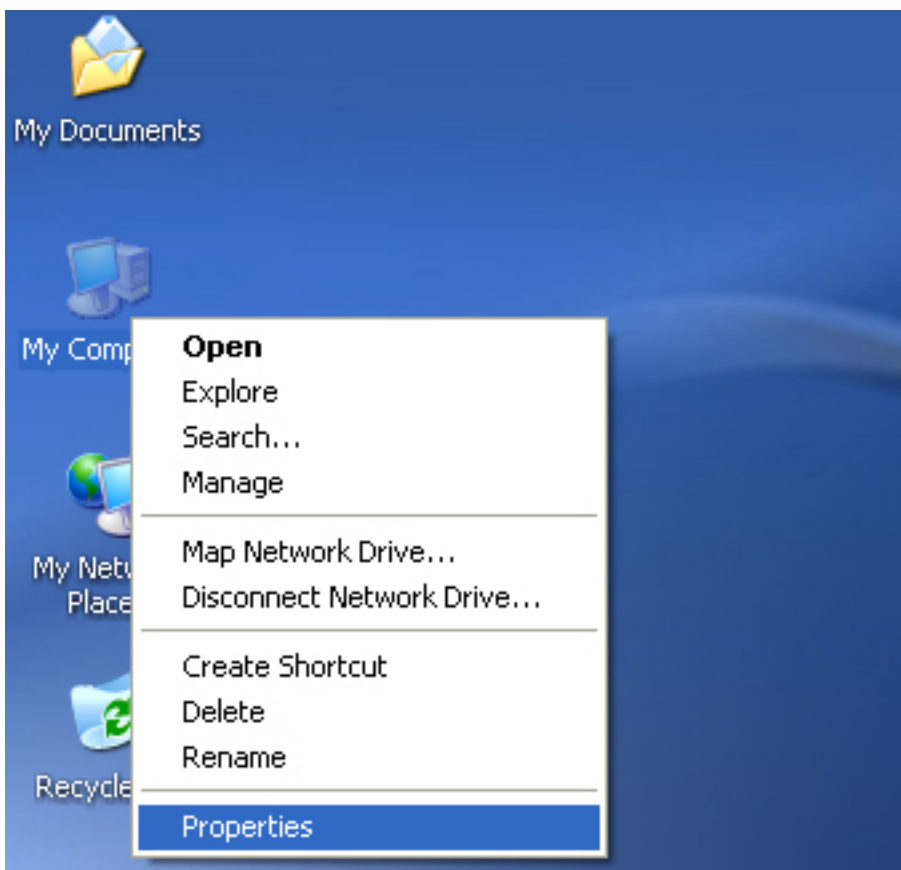 My Documents
My Comp
My Netw
Place
Recycle
Open
Explore
Search...
Manage
Map Network Drive...
Disconnect Network Drive...
Create Shortcut
Delete
Rename
Properties